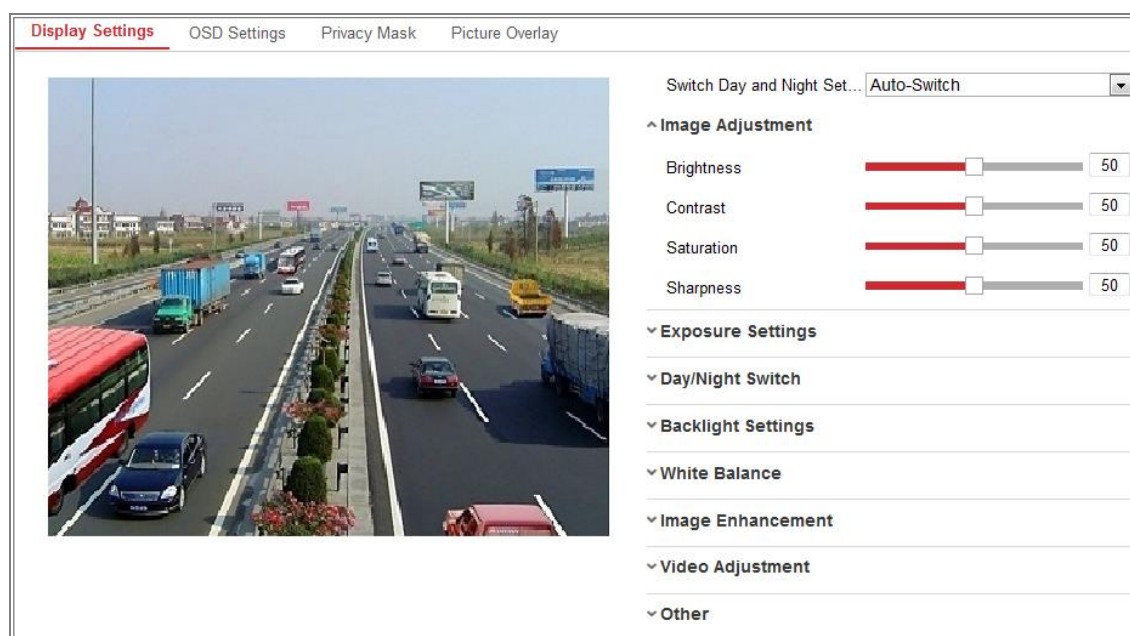 Display Settings OSD Settings Privacy Mask Picture Overlay
Switch Day and Night Set... Auto-Switch
Image Adjustment
Brightness 50
Contrast 50
Saturation 50
Sharpness 50
Exposure Settings
Day/Night Switch
Backlight Settings
White Balance
Image Enhancement
Video Adjustment
Other